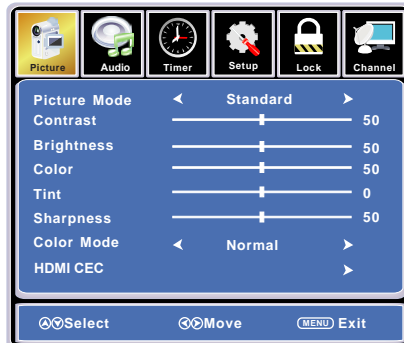 Picture Audio Timer Setup Lock Channel
Picture Mode Standard
Contrast 50
Brightness 50
Color 50
Tint 0
Sharpness 50
Color Mode Normal
HDMI CEC
Select Move MENU Exit